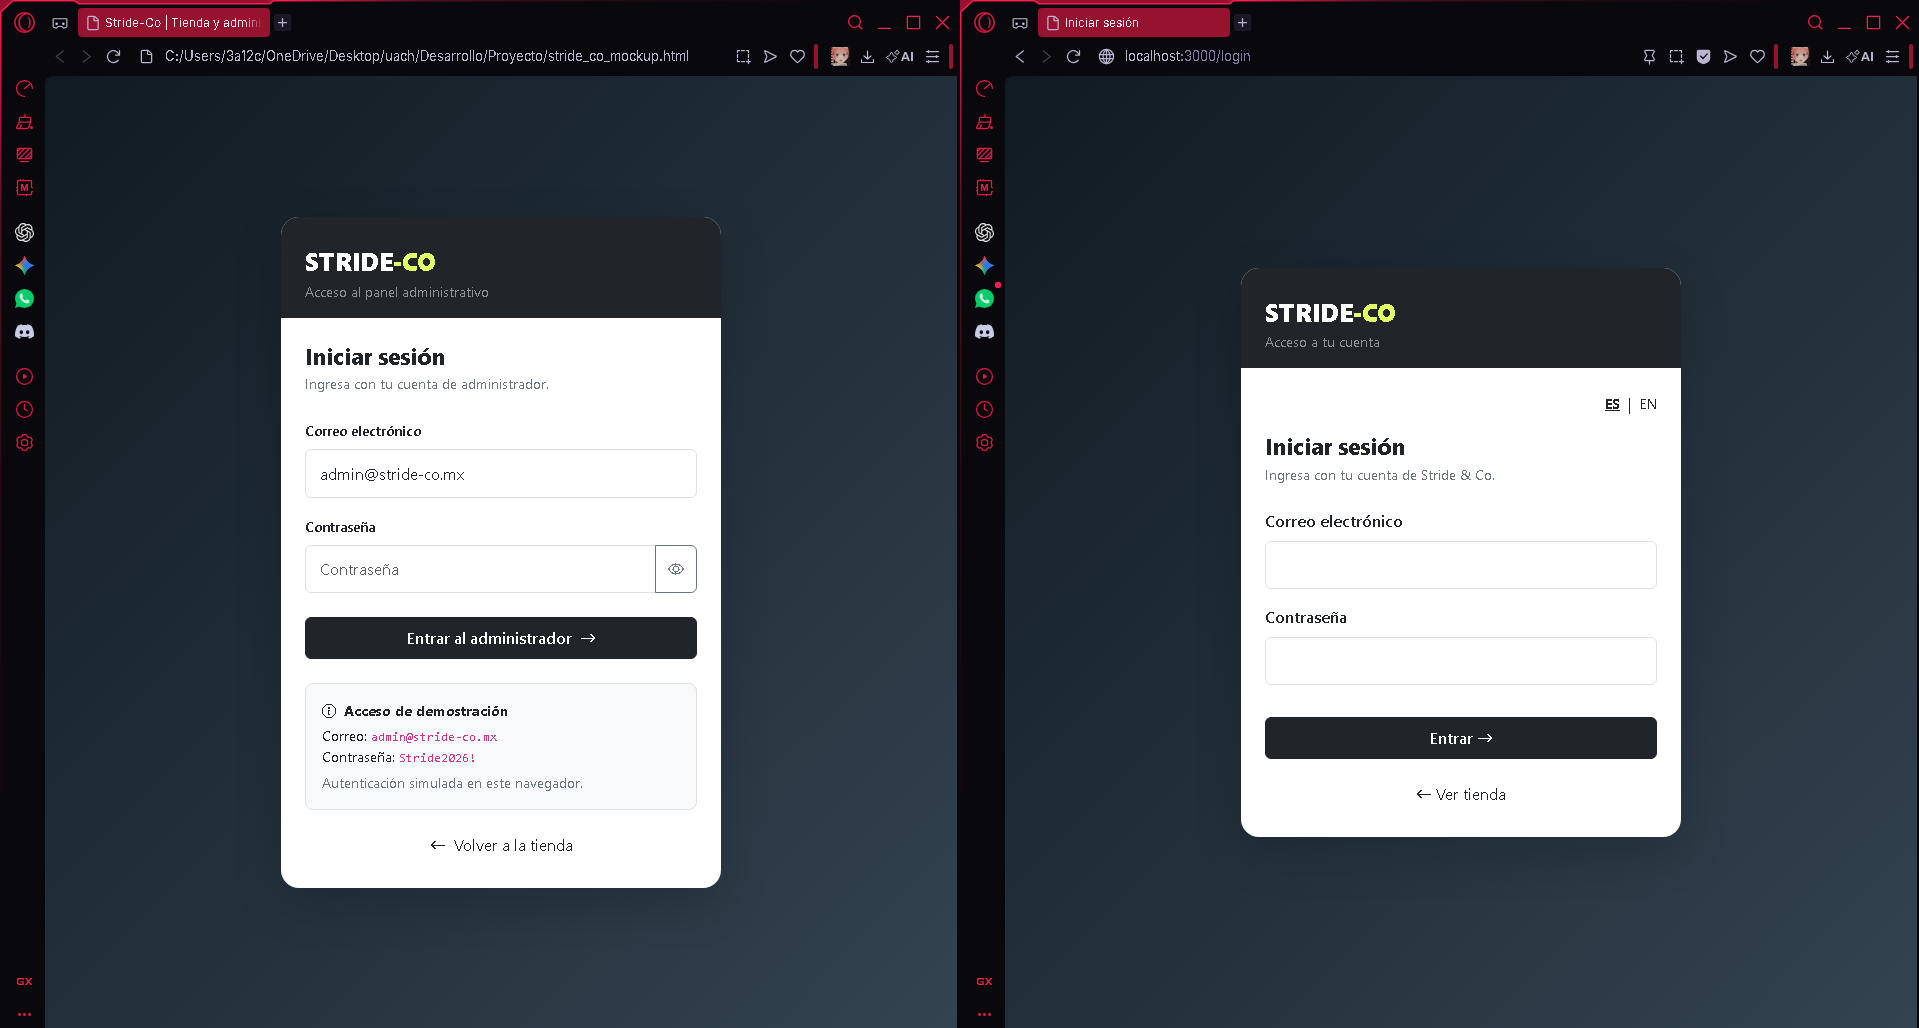 Stride-Co | Tienda y admini
C:/Users/3a12c/OneDrive/Desktop/uach/Desarrollo/Proyecto/stride_co_mockup.html
AI
M
STRIDE-CO
Acceso al panel administrativo
Iniciar sesión
Ingresa con tu cuenta de administrador.
Correo electrónico
admin@stride-co.mx
Contraseña
Contraseña
Entrar al administrador →
Acceso de demostración
Correo: admin@stride-co.mx
Contraseña: Stride2026!
Autenticación simulada en este navegador.
← Volver a la tienda
GX
Iniciar sesión
localhost:3000/login
AI
M
STRIDE-CO
Acceso a tu cuenta
ES | EN
Iniciar sesión
Ingresa con tu cuenta de Stride & Co.
Correo electrónico
Contraseña
Entrar →
← Ver tienda
GX